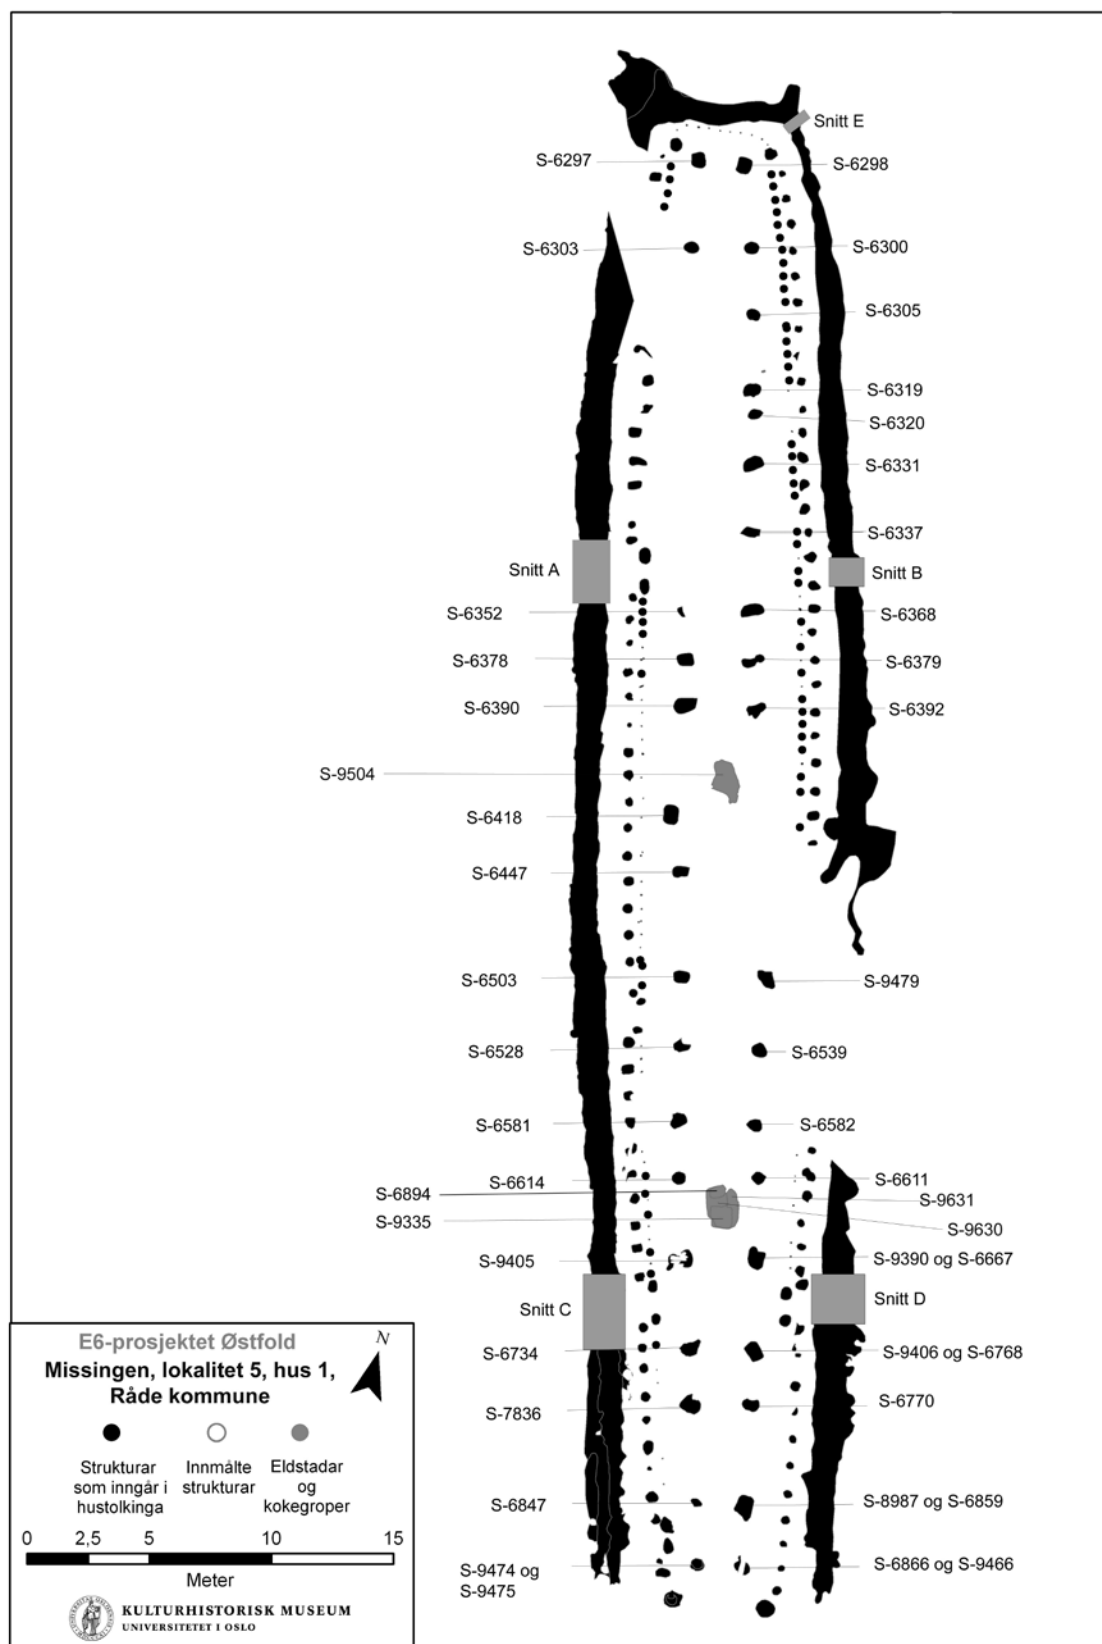 Snitt E
S-6297
S-6298
S-6303
S-6300
S-6305
S-6319
S-6320
S-6331
S-6337
Snitt A
Snitt B
S-6352
S-6368
S-6378
S-6379
S-6390
S-6392
S-9504
S-6418
S-6447
S-6503
S-9479
S-6528
S-6539
S-6581
S-6582
S-6614
S-6611
S-6894
S-9631
S-9335
S-9630
S-9405
S-9390 og S-6667
Snitt C
Snitt D
S-6734
S-9406 og S-6768
S-7836
S-6770
S-6847
S-8987 og S-6859
S-9474 og
S-9475
S-6866 og S-9466
E6-prosjektet Østfold
N
Missingen, lokalitet 5, hus 1,
Råde kommune
Strukturar
som inngår i
hustolkinga
Innmålte
strukturar
Eldstadar
og
kokegroper
0 2,5 5 10 15
Meter
KULTURHISTORISK MUSEUM
UNIVERSITETET I OSLO